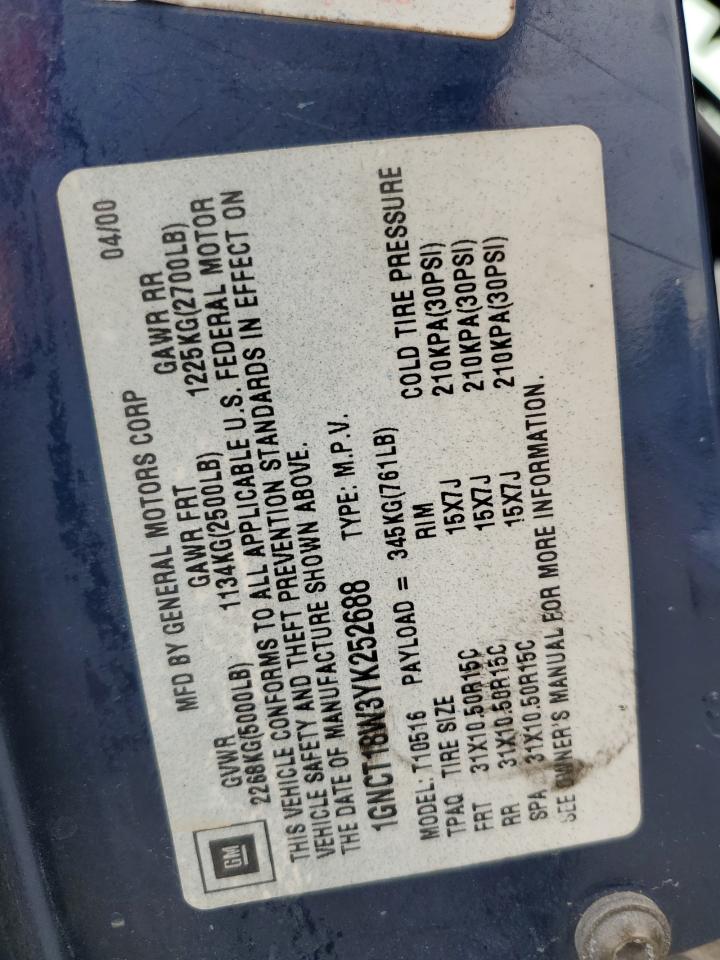 MFD BY GENERAL MOTORS CORP 04/00
GVWR GAWR FRT GAWR RR
2268KG(5000LB) 1134KG(2500LB) 1225KG(2700LB)
THIS VEHICLE CONFORMS TO ALL APPLICABLE U.S. FEDERAL MOTOR
VEHICLE SAFETY AND THEFT PREVENTION STANDARDS IN EFFECT ON
THE DATE OF MANUFACTURE SHOWN ABOVE.
1GNCT18W3YK252688 TYPE: M.P.V.
MODEL: T10516 PAYLOAD = 345KG(761LB)
TPAQ TIRE SIZE RIM COLD TIRE PRESSURE
FRT 31X10.50R15C 15X7J 210KPA(30PSI)
RR 31X10.50R15C 15X7J 210KPA(30PSI)
SPA 31X10.50R15C 15X7J 210KPA(30PSI)
SEE OWNER'S MANUAL FOR MORE INFORMATION.
GM